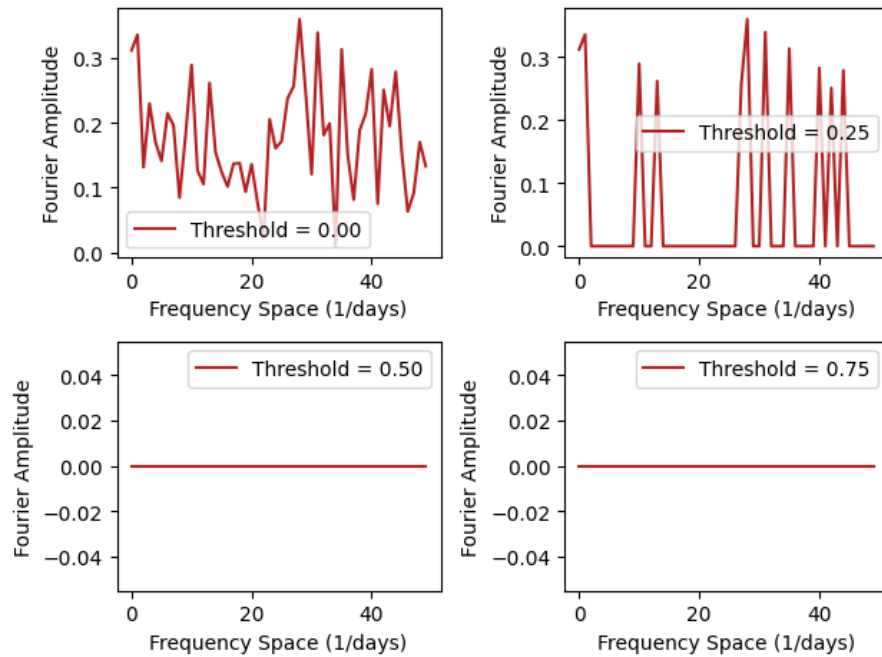 Fourier Amplitude
0.3
0.2
0.1
0.0
Threshold = 0.00
0 20 40
Frequency Space (1/days)
Fourier Amplitude
0.3
0.2
0.1
0.0
Threshold = 0.25
0 20 40
Frequency Space (1/days)
Fourier Amplitude
0.04
0.02
0.00
−0.02
−0.04
Threshold = 0.50
0 20 40
Frequency Space (1/days)
Fourier Amplitude
0.04
0.02
0.00
−0.02
−0.04
Threshold = 0.75
0 20 40
Frequency Space (1/days)